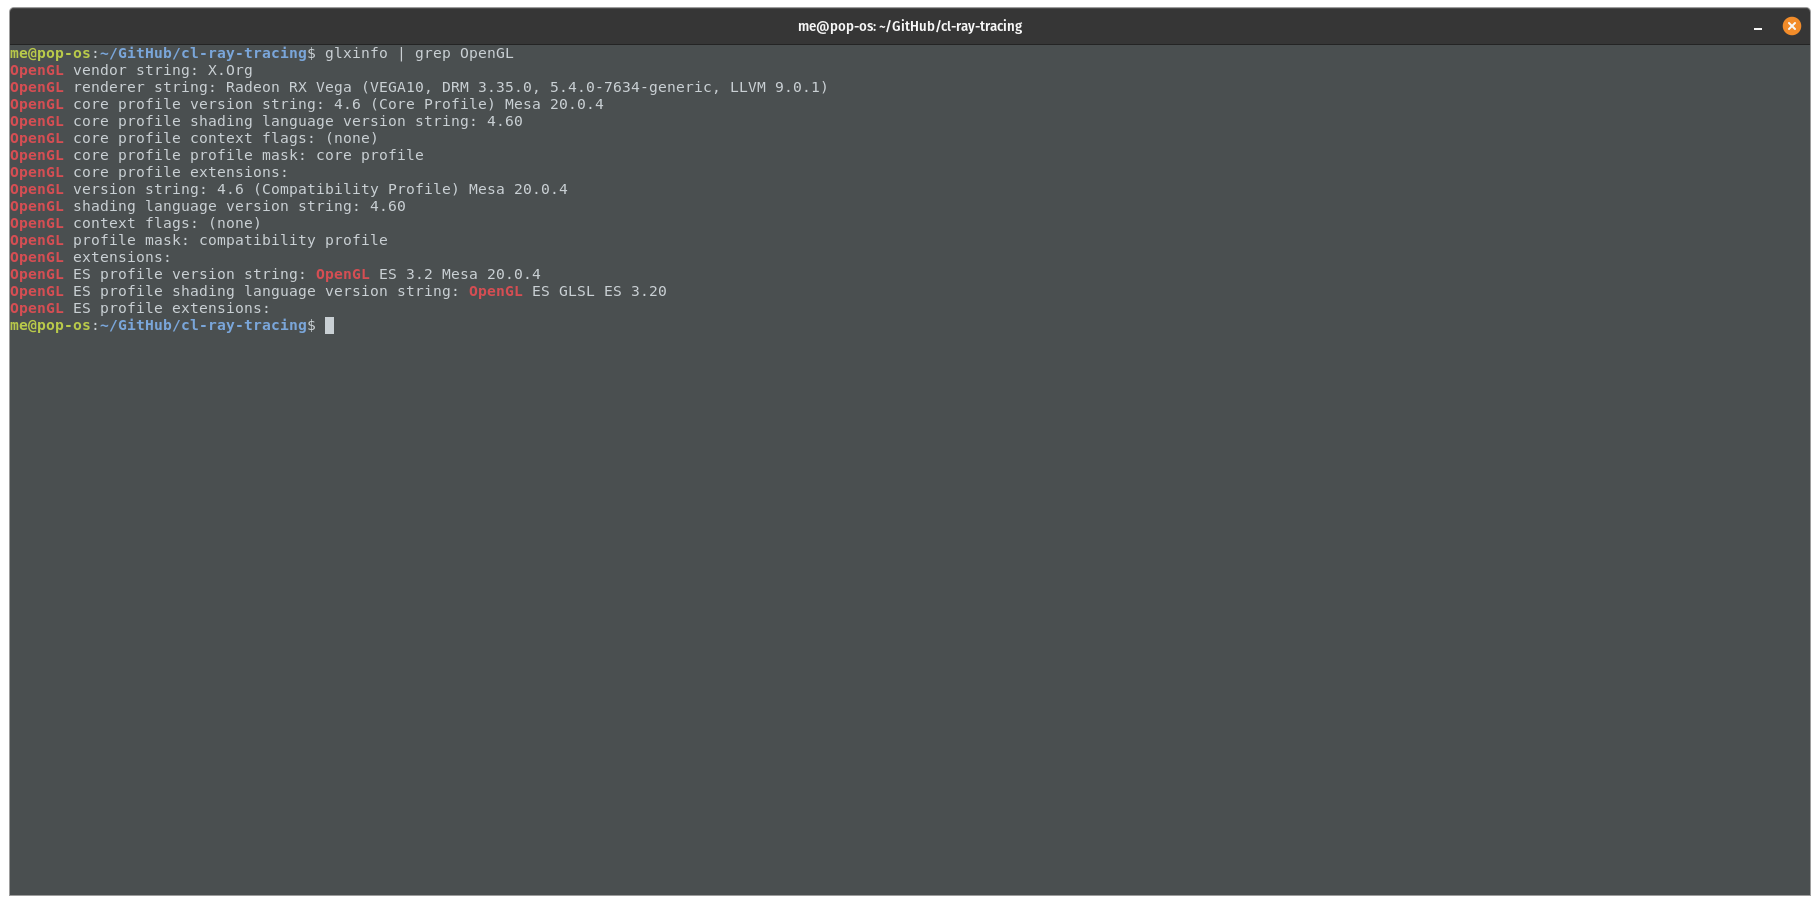 me@pop-os: ~/GitHub/cl-ray-tracing
me@pop-os:~/GitHub/cl-ray-tracing$ glxinfo | grep OpenGL
OpenGL vendor string: X.Org
OpenGL renderer string: Radeon RX Vega (VEGA10, DRM 3.35.0, 5.4.0-7634-generic, LLVM 9.0.1)
OpenGL core profile version string: 4.6 (Core Profile) Mesa 20.0.4
OpenGL core profile shading language version string: 4.60
OpenGL core profile context flags: (none)
OpenGL core profile profile mask: core profile
OpenGL core profile extensions:
OpenGL version string: 4.6 (Compatibility Profile) Mesa 20.0.4
OpenGL shading language version string: 4.60
OpenGL context flags: (none)
OpenGL profile mask: compatibility profile
OpenGL extensions:
OpenGL ES profile version string: OpenGL ES 3.2 Mesa 20.0.4
OpenGL ES profile shading language version string: OpenGL ES GLSL ES 3.20
OpenGL ES profile extensions:
me@pop-os:~/GitHub/cl-ray-tracing$